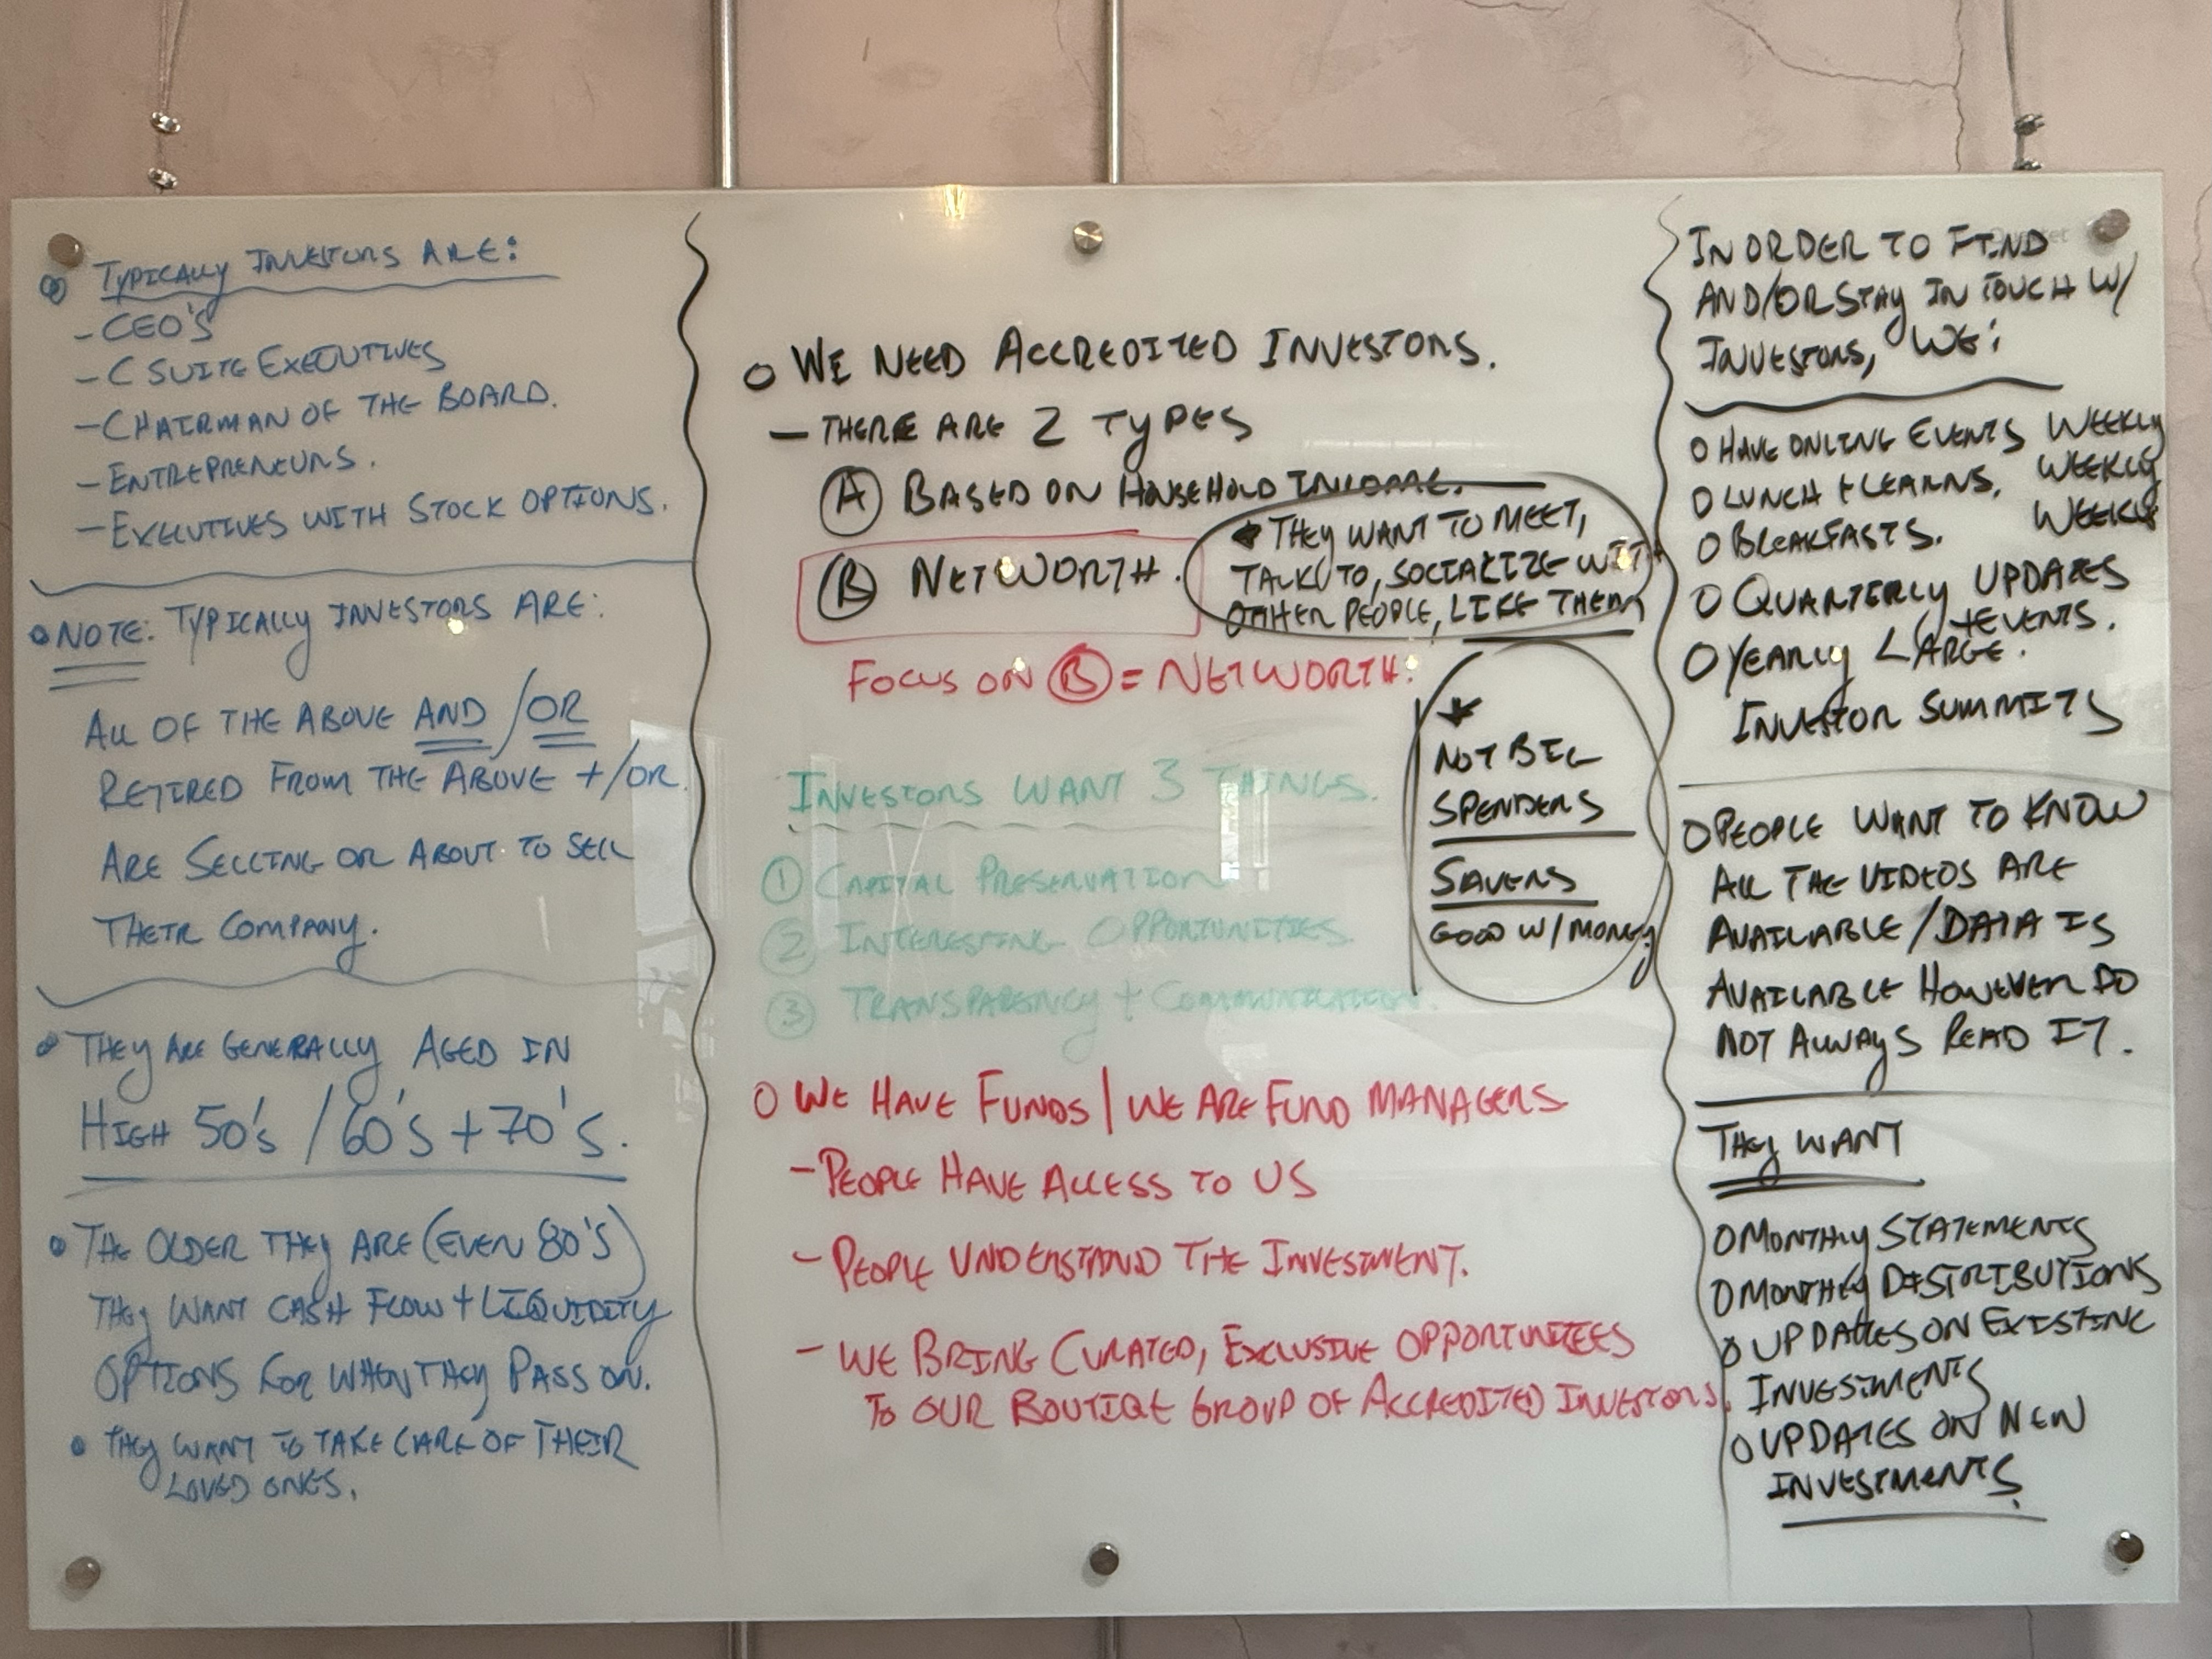 TYPICALLY INVESTORS ARE:
- CEO'S
- C SUITE EXECUTIVES
- CHAIRMAN OF THE BOARD.
- ENTREPRENEURS.
- EXECUTIVES WITH STOCK OPTIONS.
NOTE: TYPICALLY INVESTORS ARE:
ALL OF THE ABOVE AND/OR
RETIRED FROM THE ABOVE +/OR
ARE SELLING OR ABOUT TO SELL
THEIR COMPANY.
THEY ARE GENERALLY AGED IN
HIGH 50's / 60's + 70's.
THE OLDER THEY ARE (EVEN 80's)
THEY WANT CASH FLOW + LIQUIDITY
OPTIONS FOR WHEN THEY PASS ON.
THEY WANT TO TAKE CARE OF THEIR
LOVED ONES.
O WE NEED ACCREDITED INVESTORS.
- THERE ARE 2 TYPES
A BASED ON HOUSEHOLD INCOME.
B NETWORTH.
THEY WANT TO MEET,
TALK TO, SOCIALIZE WITH
OTHER PEOPLE, LIKE THEM
FOCUS ON B = NETWORTH.
NOT BIG
SPENDERS
SAVERS
GOOD W/ MONEY
INVESTORS WANT 3 THINGS.
1 CAPITAL PRESERVATION
2 INTERESTING OPPORTUNITIES.
3 TRANSPARENCY + COMMUNICATION.
O WE HAVE FUNDS | WE ARE FUND MANAGERS
- PEOPLE HAVE ACCESS TO US
- PEOPLE UNDERSTAND THE INVESTMENT.
- WE BRING CURATED, EXCLUSIVE OPPORTUNITEES
TO OUR BOUTIQE GROUP OF ACCREDITED INVESTORS.
IN ORDER TO FIND
AND/OR STAY IN TOUCH W/
INVESTORS, WE:
O HAVE ONLINE EVENTS WEEKLY
O LUNCH + LEARNS. WEEKLY
O BREAKFASTS. WEEKLY
O QUARTERLY UPDATES
+ EVENTS.
O YEARLY LARGE.
INVESTOR SUMMITS
O PEOPLE WANT TO KNOW
ALL THE VIDEOS ARE
AVAILABLE/DATA IS
AVAILABLE HOWEVER DO
NOT ALWAYS READ IT.
THEY WANT
O MONTHLY STATEMENTS
O MONTHLY DISTRIBUTIONS
O UPDATES ON EXISTING
INVESTMENTS
O UPDATES ON NEW
INVESTMENTS.